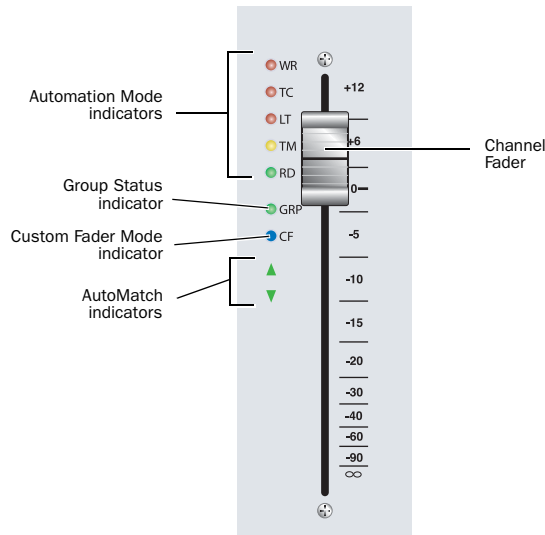 WR
TC
LT
TM
RD
GRP
CF
Automation Mode
indicators
Group Status
indicator
Custom Fader Mode
indicator
AutoMatch
indicators
+12
+6
0
-5
-10
-15
-20
-30
-40
-60
-90
∞
Channel
Fader